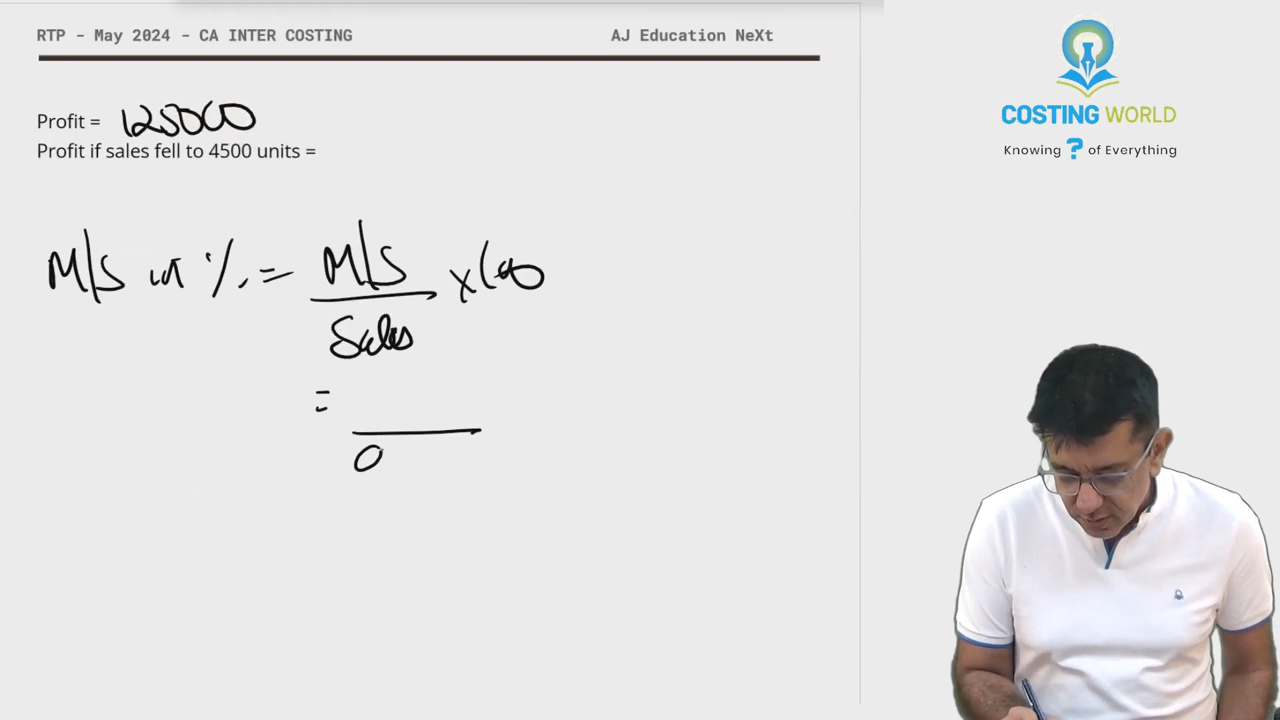 RTP - May 2024 - CA INTER COSTING AJ Education NeXt
COSTING WORLD
Knowing ? of Everything
Profit = 125000
Profit if sales fell to 4500 units =
M/S in % = M/S x 100
Sales
=
0